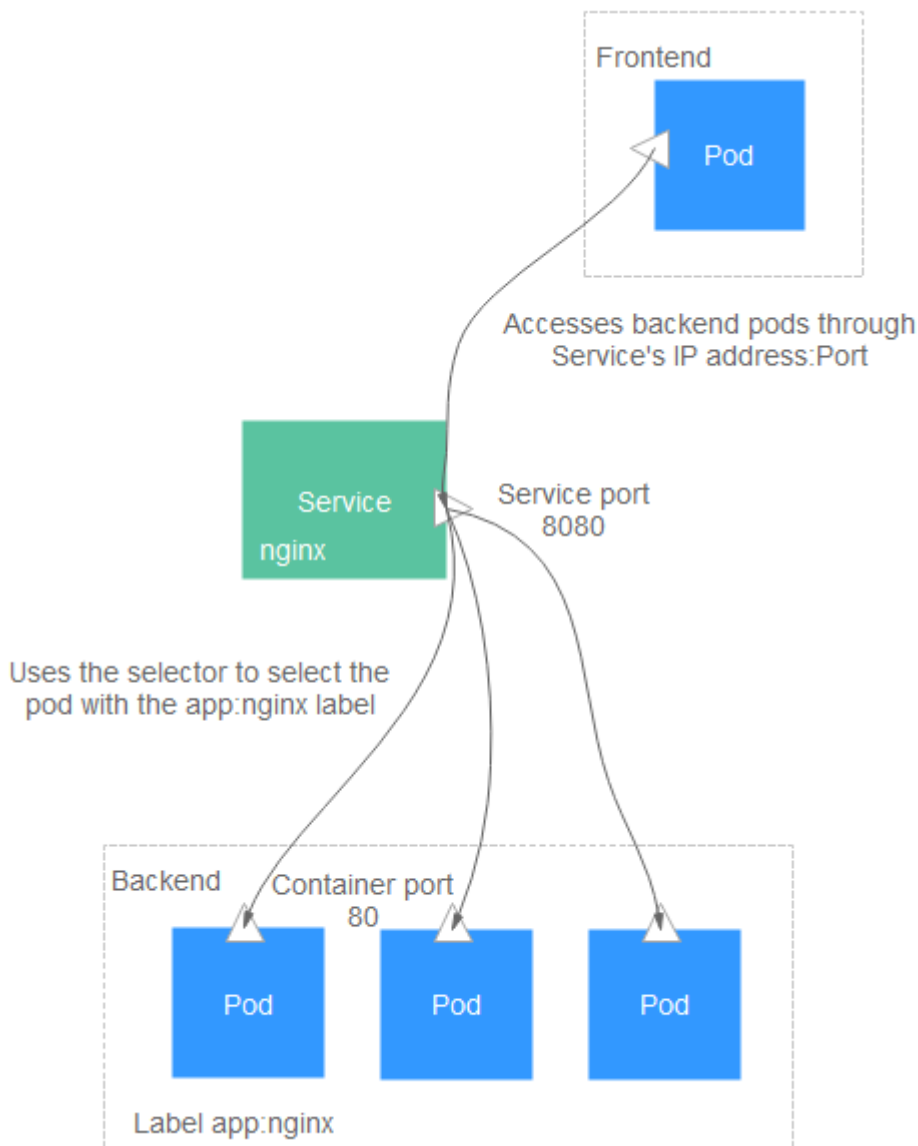 Frontend
Pod
Accesses backend pods through
Service's IP address:Port
Service
nginx
Service port
8080
Uses the selector to select the
pod with the app:nginx label
Backend
Container port
80
Pod
Pod
Pod
Label app:nginx